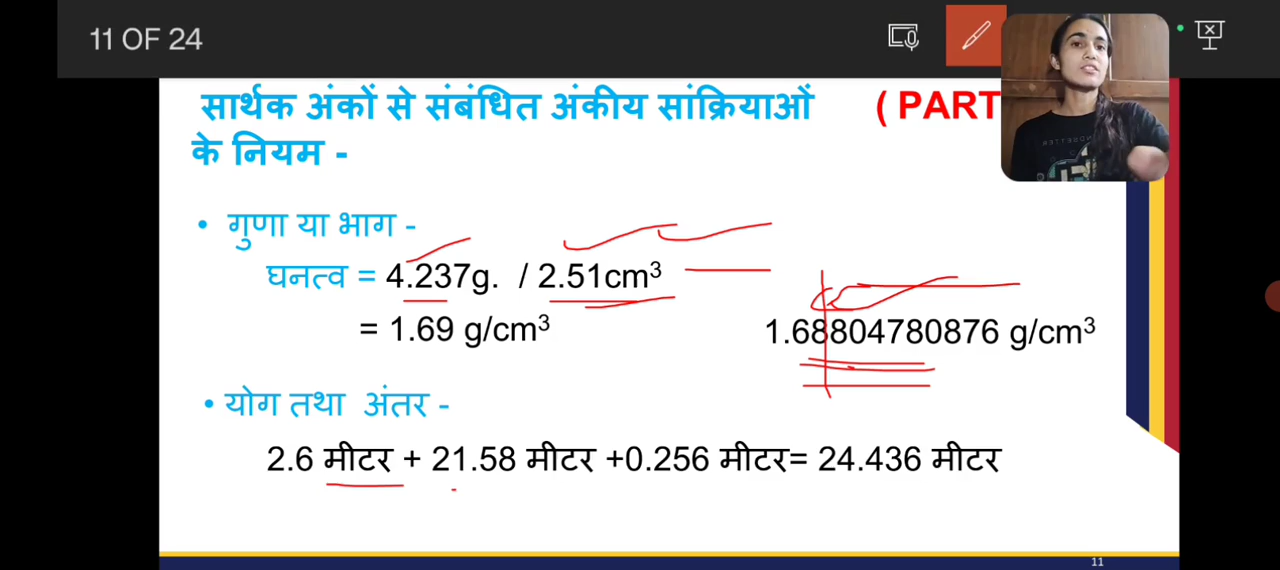 11 OF 24
सार्थक अंकों से संबंधित अंकीय सांक्रियाओं ( PART
के नियम -
• गुणा या भाग -
घनत्व = 4.237g. / 2.51cm³
= 1.69 g/cm³ 1.68804780876 g/cm³
• योग तथा अंतर -
2.6 मीटर + 21.58 मीटर +0.256 मीटर= 24.436 मीटर
11